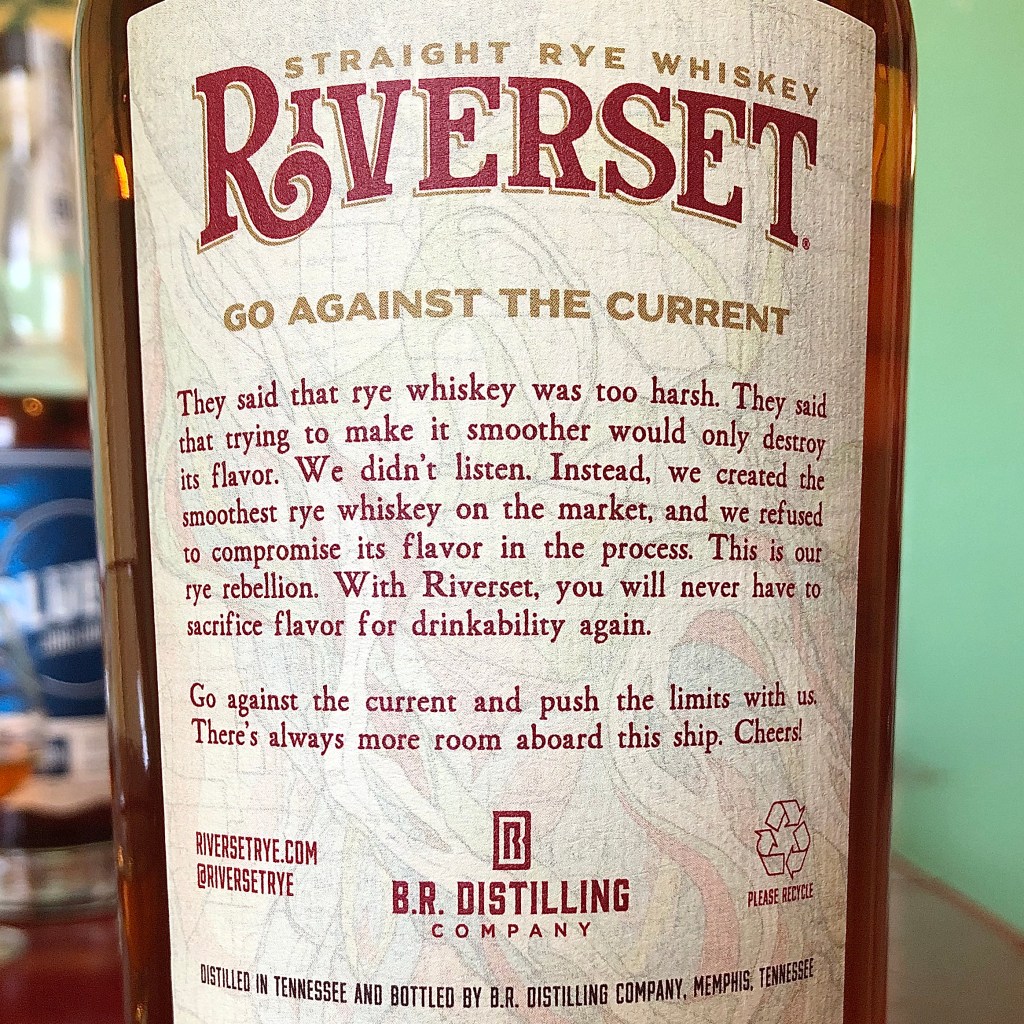 STRAIGHT RYE WHISKEY
RIVERSET®
GO AGAINST THE CURRENT
They said that rye whiskey was too harsh. They said
that trying to make it smoother would only destroy
its flavor. We didn't listen. Instead, we created the
smoothest rye whiskey on the market, and we refused
to compromise its flavor in the process. This is our
rye rebellion. With Riverset, you will never have to
sacrifice flavor for drinkability again.
Go against the current and push the limits with us.
There's always more room aboard this ship. Cheers!
RIVERSETRYE.COM
@RIVERSETRYE
B.R. DISTILLING
COMPANY
PLEASE RECYCLE
DISTILLED IN TENNESSEE AND BOTTLED BY B.R. DISTILLING COMPANY, MEMPHIS, TENNESSEE